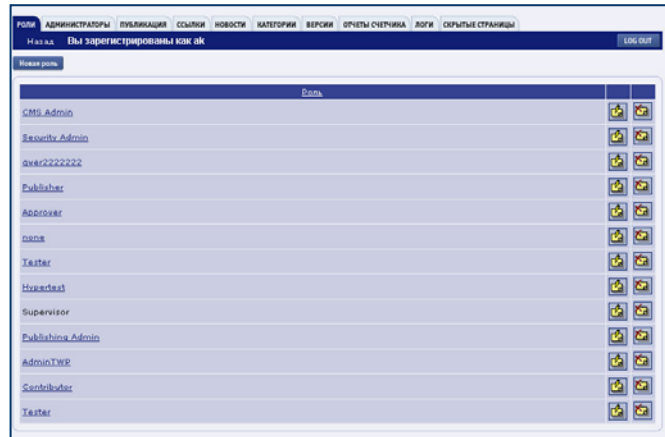 РОЛИ АДМИНИСТРАТОРЫ ПУБЛИКАЦИЯ ССЫЛКИ НОВОСТИ КАТЕГОРИИ ВЕРСИИ ОТЧЕТЫ СЧЕТЧИКА ЛОГИ СКРЫТЫЕ СТРАНИЦЫ
Назад Вы зарегистрированы как ak LOG OUT
Новая роль
Роль
CMS Admin
Security Admin
qwer2222222
Publisher
Approver
none
Tester
Hypertest
Supervisor
Publishing Admin
AdminTWP
Contributor
Tester